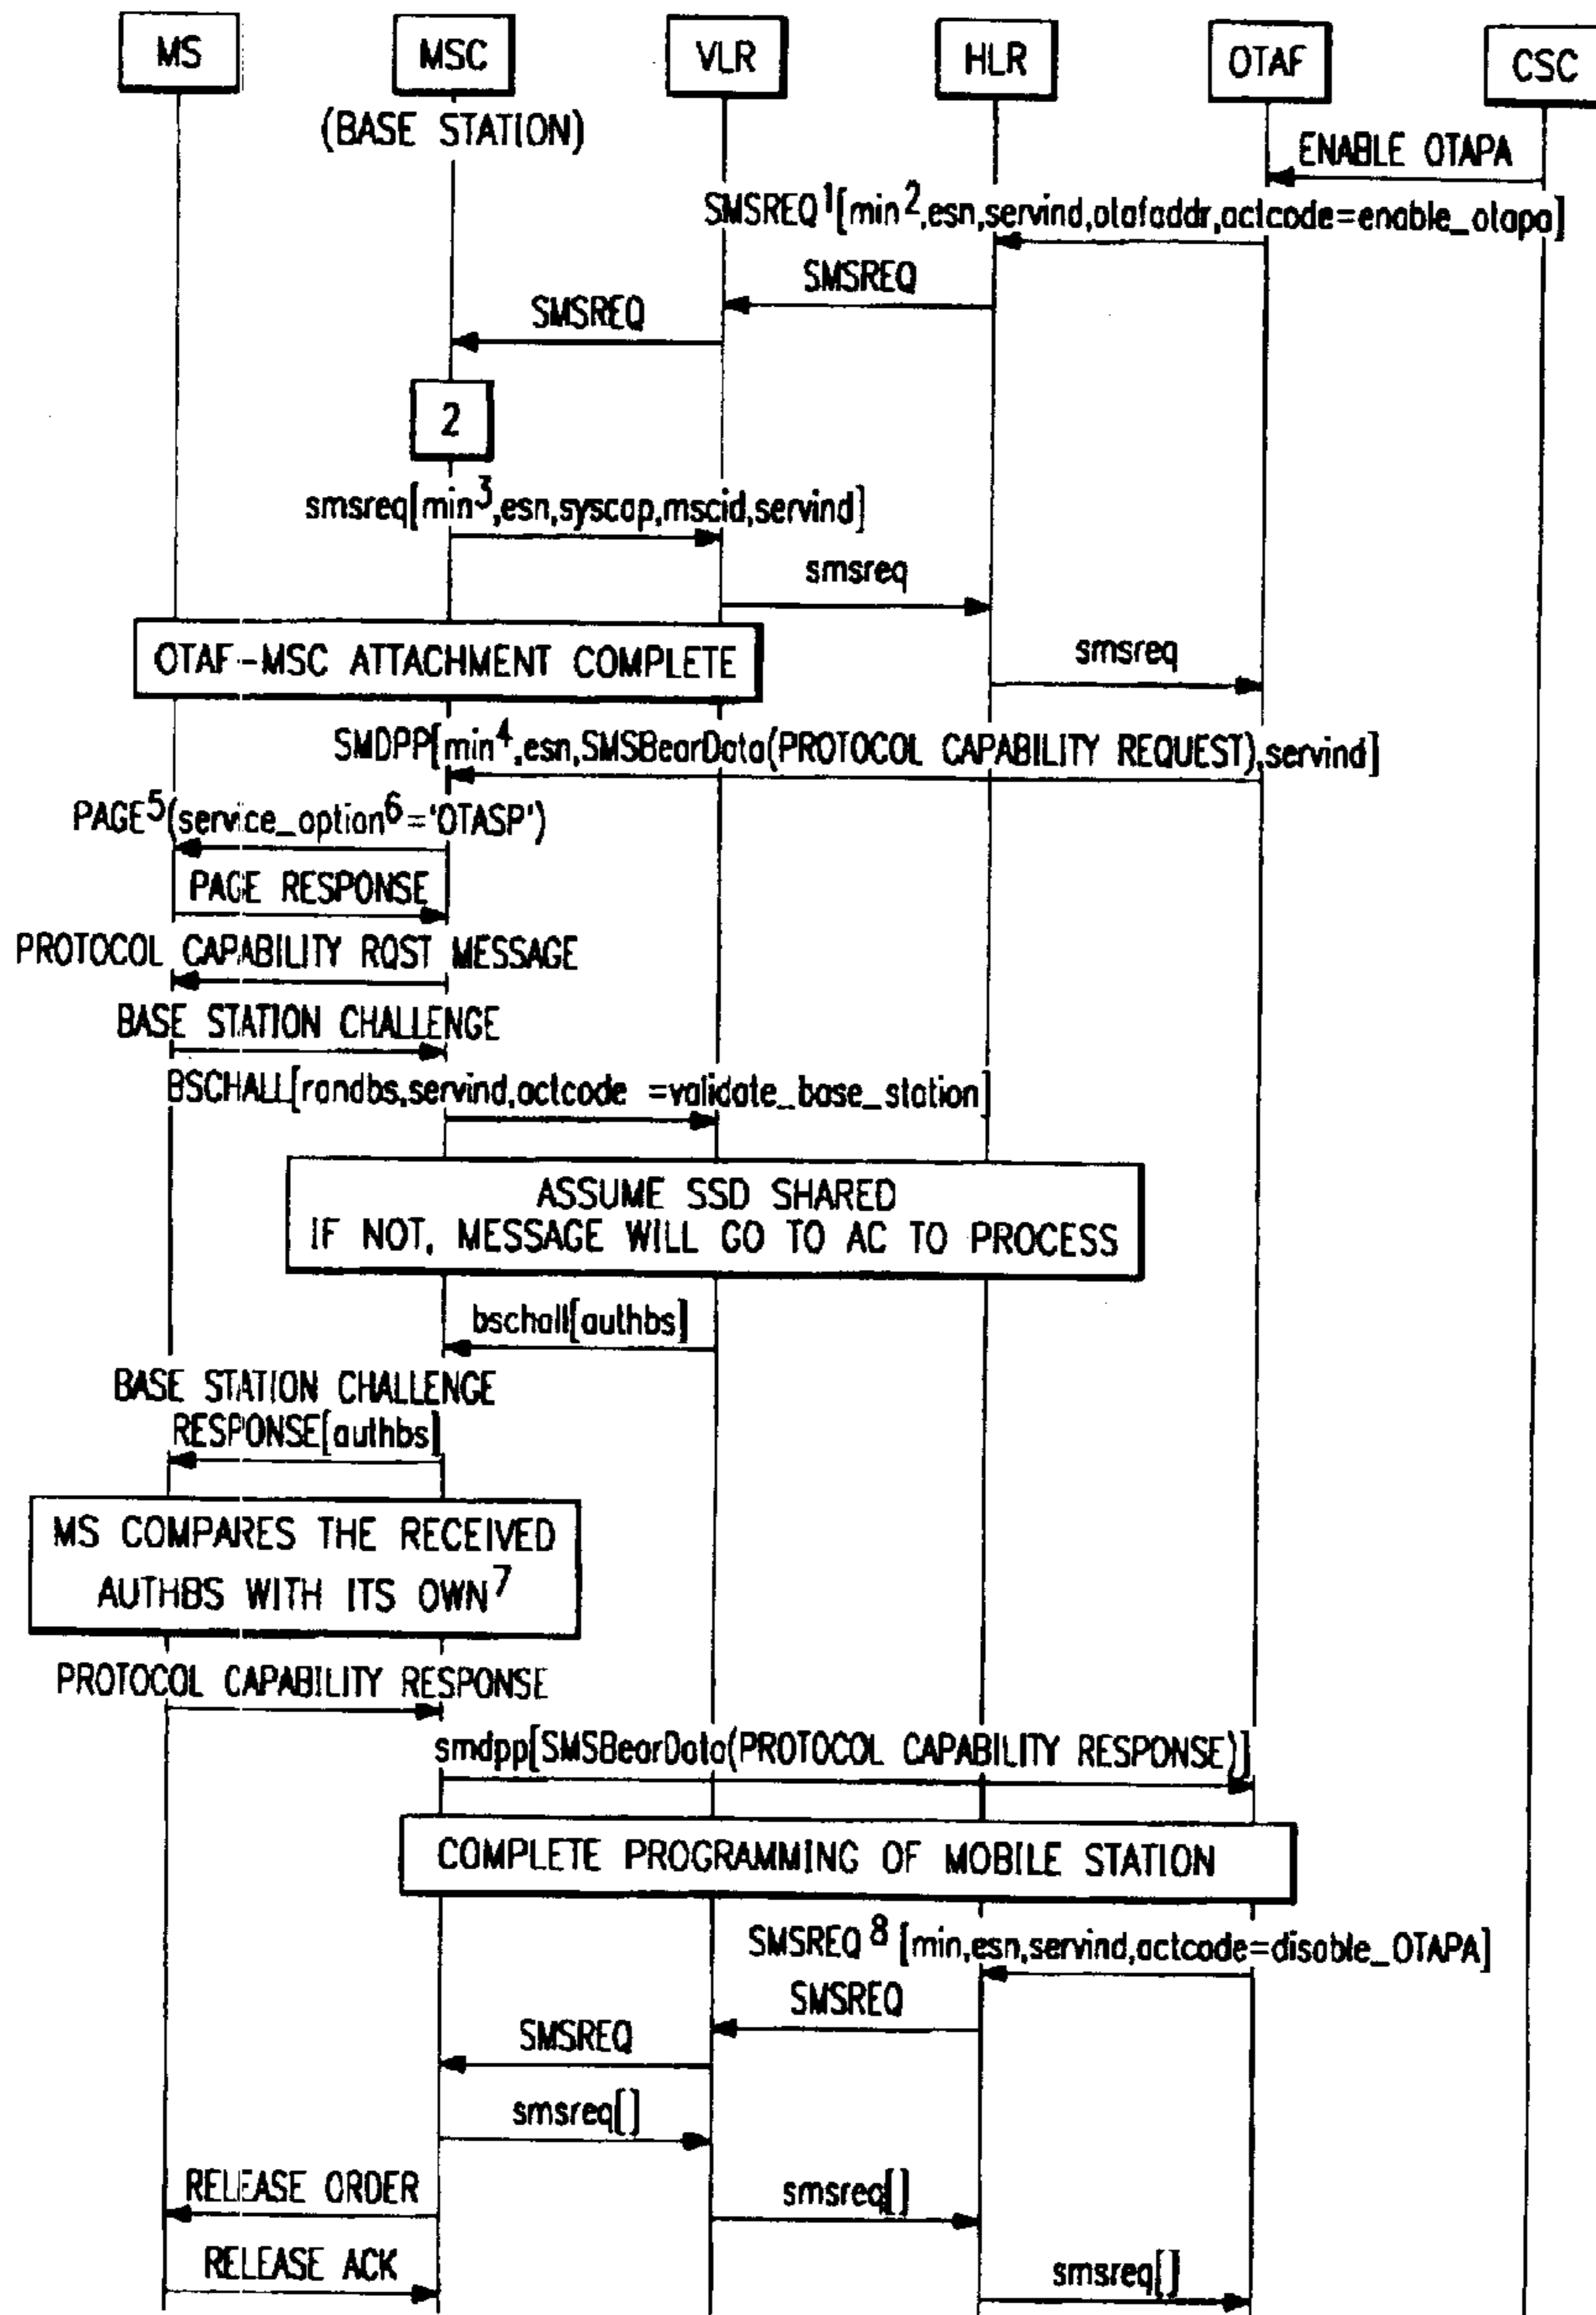 MS MSC VLR HLR OTAF CSC
(BASE STATION)
ENABLE OTAPA
SMSREQ1[min2,esn,servind,otafaddr,actcode=enable_otapa]
SMSREQ
SMSREQ
2
smsreq[min3,esn,syscap,mscid,servind]
smsreq
OTAF-MSC ATTACHMENT COMPLETE
smsreq
SMDPP[min4,esn,SMSBearData(PROTOCOL CAPABILITY REQUEST),servind]
PAGE5(service_option6='OTASP')
PAGE RESPONSE
PROTOCOL CAPABILITY RQST MESSAGE
BASE STATION CHALLENGE
BSCHALL[randbs,servind,actcode =validate_base_station]
ASSUME SSD SHARED
IF NOT, MESSAGE WILL GO TO AC TO PROCESS
bschall[authbs]
BASE STATION CHALLENGE
RESPONSE[authbs]
MS COMPARES THE RECEIVED
AUTHBS WITH ITS OWN7
PROTOCOL CAPABILITY RESPONSE
smdpp[SMSBearData(PROTOCOL CAPABILITY RESPONSE)]
COMPLETE PROGRAMMING OF MOBILE STATION
SMSREQ8 [min,esn,servind,actcode=disable_OTAPA]
SMSREQ
SMSREQ
smsreq[]
RELEASE ORDER
smsreq[]
RELEASE ACK
smsreq[]